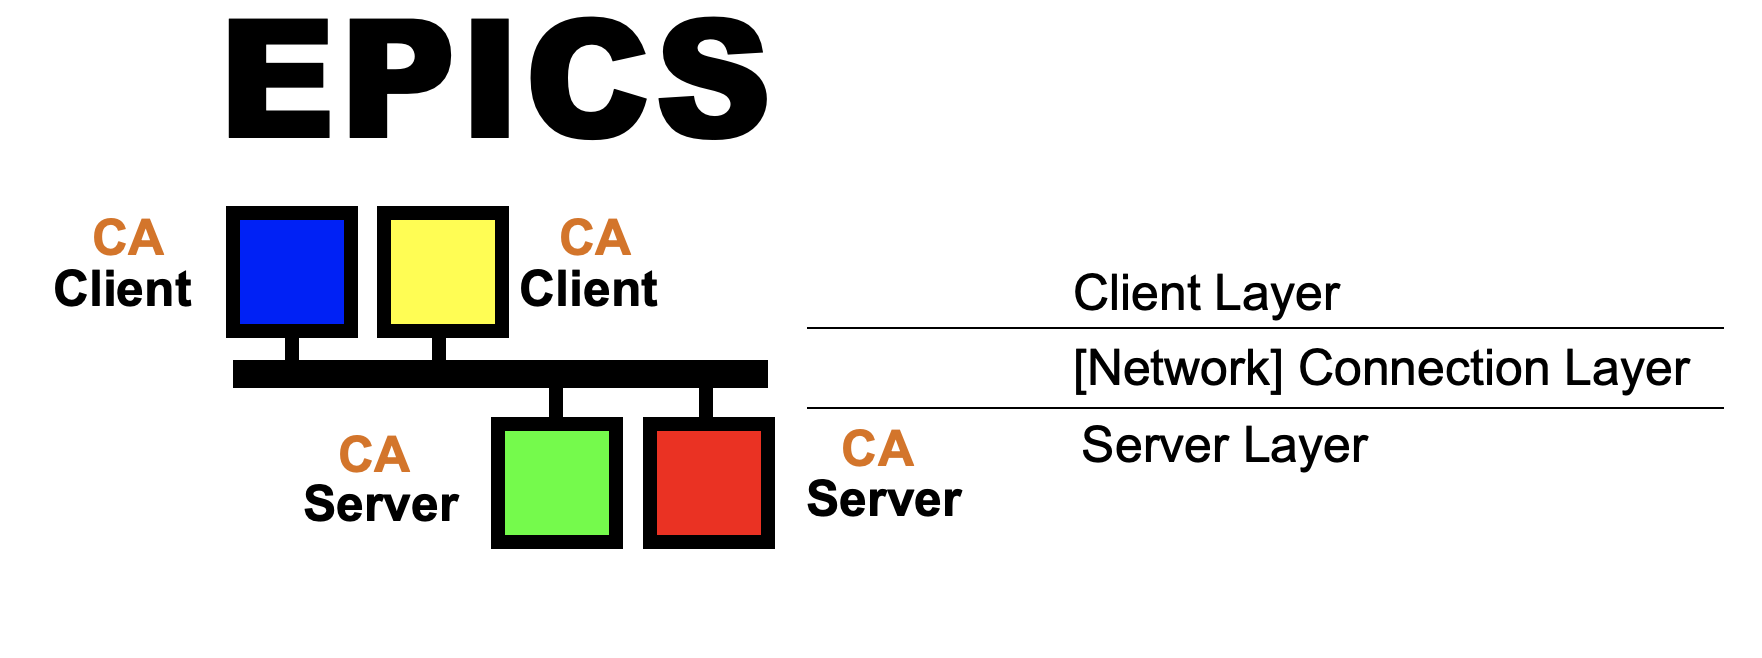 EPICS
CA
Client
CA
Client
Client Layer
[Network] Connection Layer
Server Layer
CA
Server
CA
Server